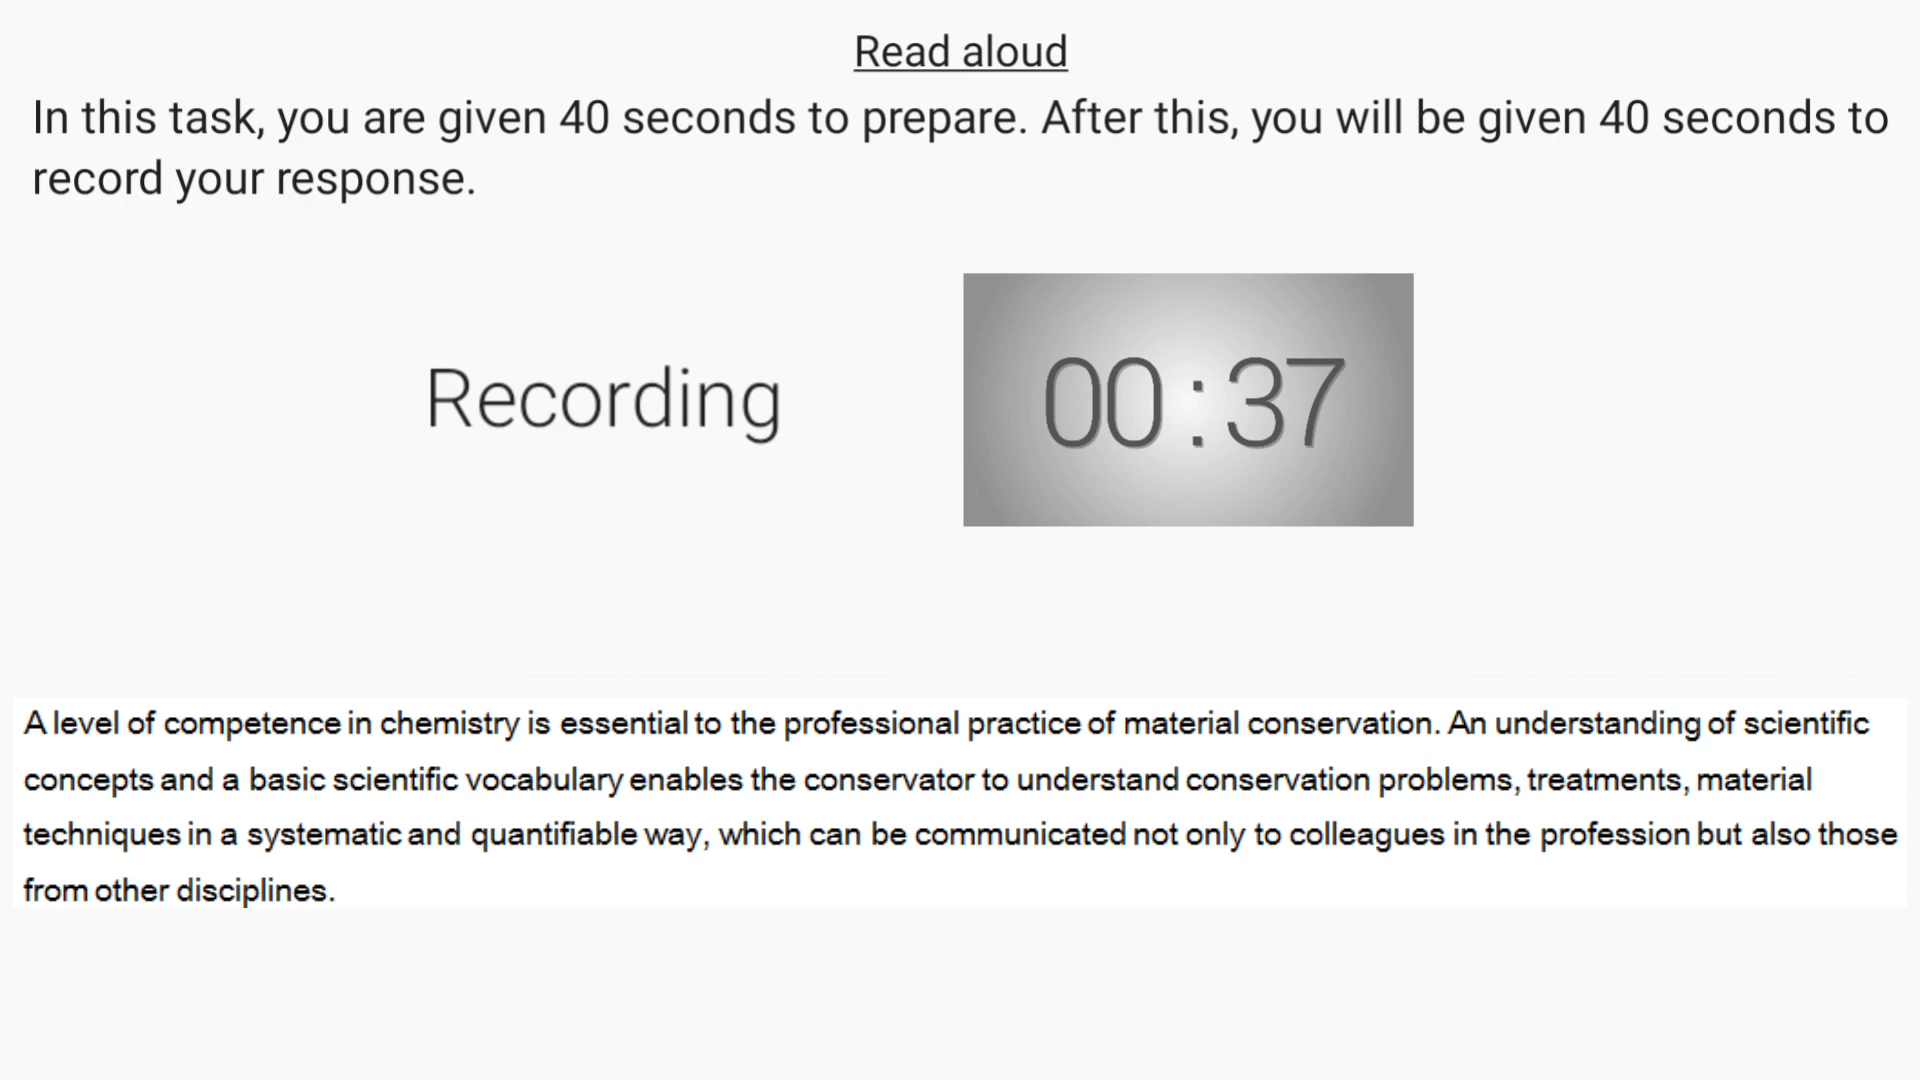 Read aloud
In this task, you are given 40 seconds to prepare. After this, you will be given 40 seconds to
record your response.
Recording
00:37
A level of competence in chemistry is essential to the professional practice of material conservation. An understanding of scientific
concepts and a basic scientific vocabulary enables the conservator to understand conservation problems, treatments, material
techniques in a systematic and quantifiable way, which can be communicated not only to colleagues in the profession but also those
from other disciplines.